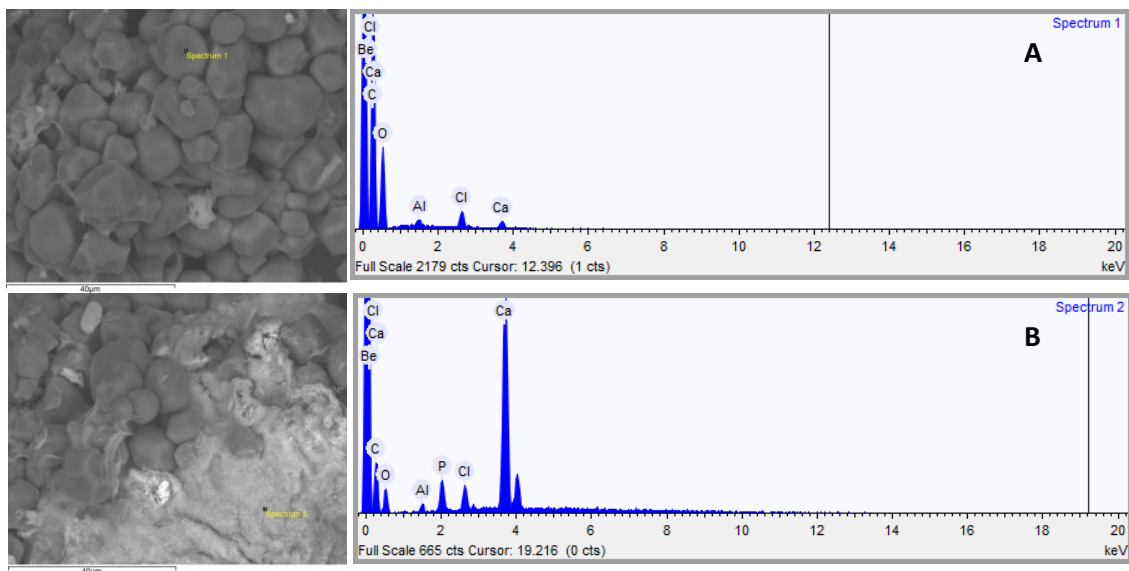 Spectrum 1
40µm
Spectrum 1
A
Cl
Be
Ca
C
O
Al
Cl
Ca
0 2 4 6 8 10 12 14 16 18 20
Full Scale 2179 cts Cursor: 12.396 (1 cts)
keV
Spectrum 2
Spectrum 2
B
Cl
Ca
Be
C
O
Al
P
Cl
Ca
0 2 4 6 8 10 12 14 16 18 20
Full Scale 665 cts Cursor: 19.216 (0 cts)
keV